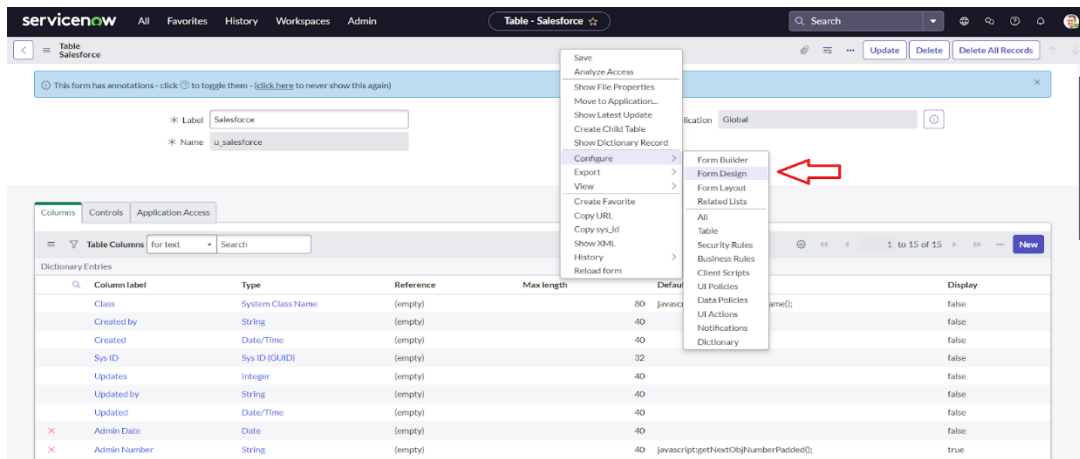 servicenow All Favorites History Workspaces Admin Table - Salesforce Search
Table
Salesforce
Update Delete Delete All Records
This form has annotations - click to toggle them - (click here to never show this again)
Label Salesforce
Name u_salesforce
Global
Save
Analyze Access
Show File Properties
Move to Application...
Show Latest Update
Create Child Table
Show Dictionary Record
Configure
Export
View
Create Favorite
Copy URL
Copy sys_id
Show XML
History
Reload form
Form Builder
Form Design
Form Layout
Related Lists
All
Table
Security Rules
Business Rules
Client Scripts
UI Policies
Data Policies
UI Actions
Notifications
Dictionary
Columns Controls Application Access
Table Columns for text Search 1 to 15 of 15 New
Dictionary Entries
Column label Type Reference Max length Display
Class System Class Name (empty) 80 false
Created by String (empty) 40 false
Created Date/Time (empty) 40 false
Sys ID Sys ID (GUID) (empty) 32 false
Updates Integer (empty) 40 false
Updated by String (empty) 40 false
Updated Date/Time (empty) 40 false
Admin Date Date (empty) 40 false
Admin Number String (empty) 40 javascript:getNextObjNumberPadded(); true